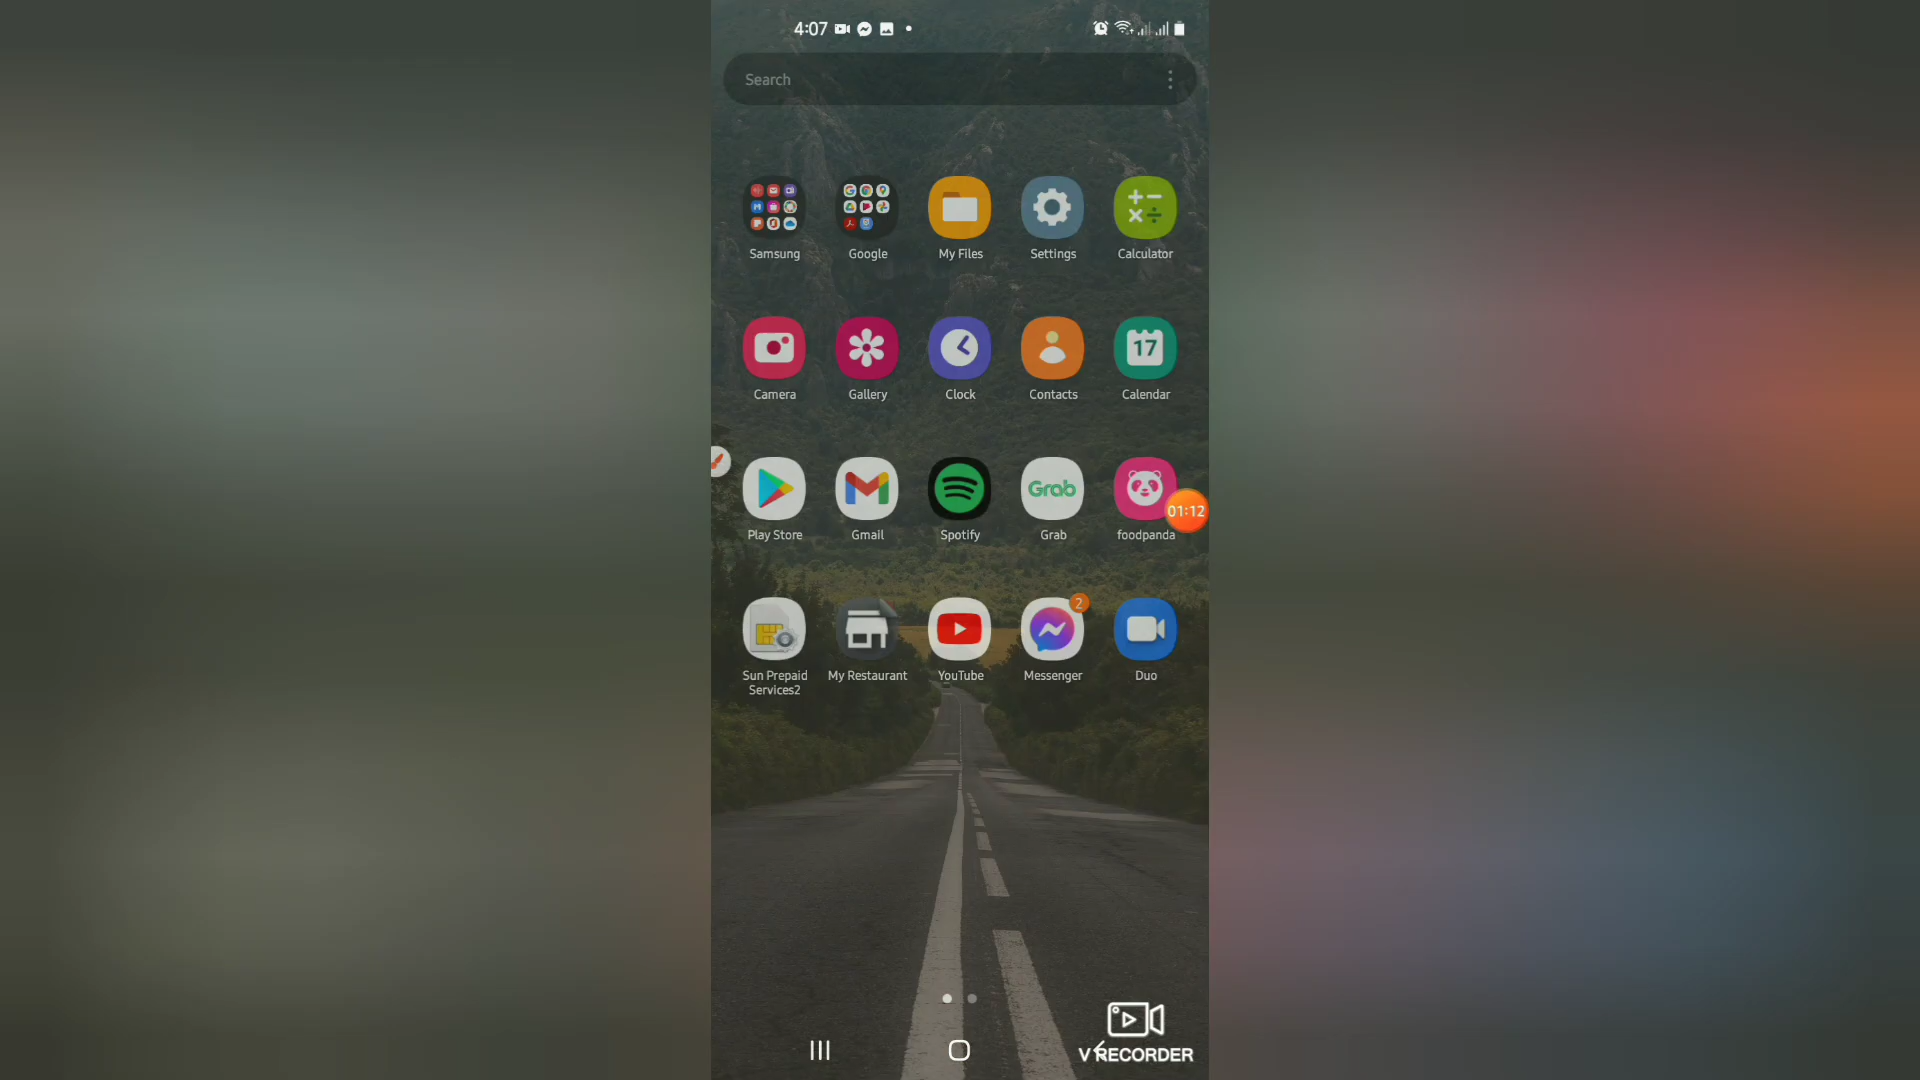 4:07
Search
Samsung
Google
My Files
Settings
Calculator
17
Camera
Gallery
Clock
Contacts
Calendar
Grab
01:12
Play Store
Gmail
Spotify
Grab
foodpanda
2
Sun Prepaid
Services2
My Restaurant
YouTube
Messenger
Duo
V RECORDER